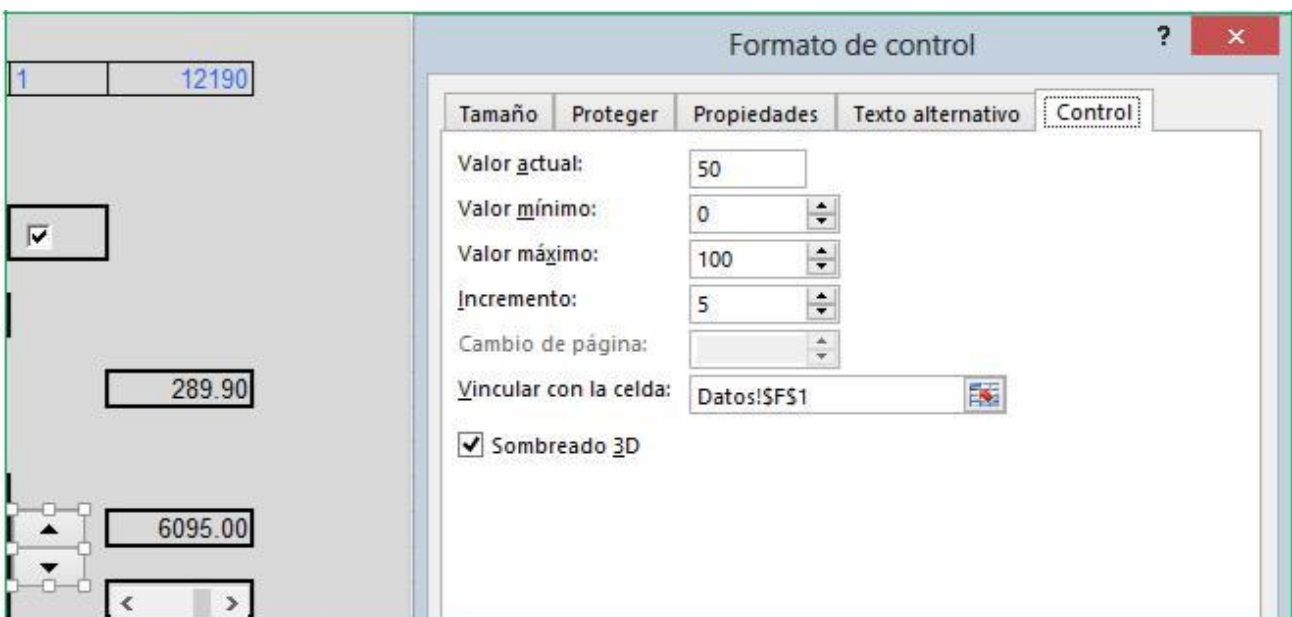 Formato de control
?
1 12190
Tamaño Proteger Propiedades Texto alternativo Control
Valor actual: 50
Valor mínimo: 0
Valor máximo: 100
Incremento: 5
Cambio de página:
289.90
Vincular con la celda: Datos!$F$1
Sombreado 3D
6095.00